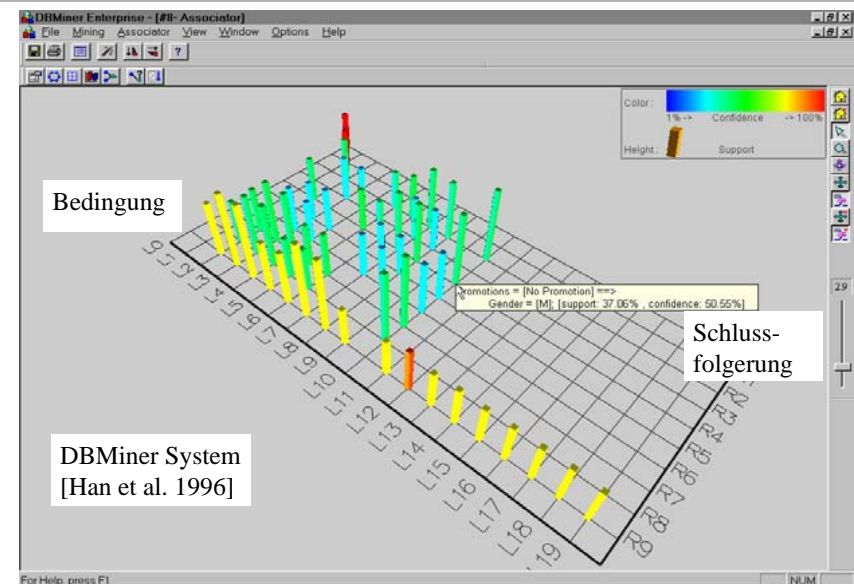 DBMiner Enterprise - [#8- Associator]
File Mining Associator View Window Options Help
Color:
1% -> Confidence -> 100%
Height: Support
Bedingung
Promotions = [No Promotion] ==>
Gender = [M]; [support: 37.06% , confidence: 50.55%]
29
Schluss-
folgerung
L0
L1
L2
L3
L4
L5
L6
L7
L8
L9
L10
L11
L12
L13
L14
L15
L16
L17
L18
L19
R2
R3
R4
R5
R6
R7
R8
R9
DBMiner System
[Han et al. 1996]
For Help, press F1
NUM